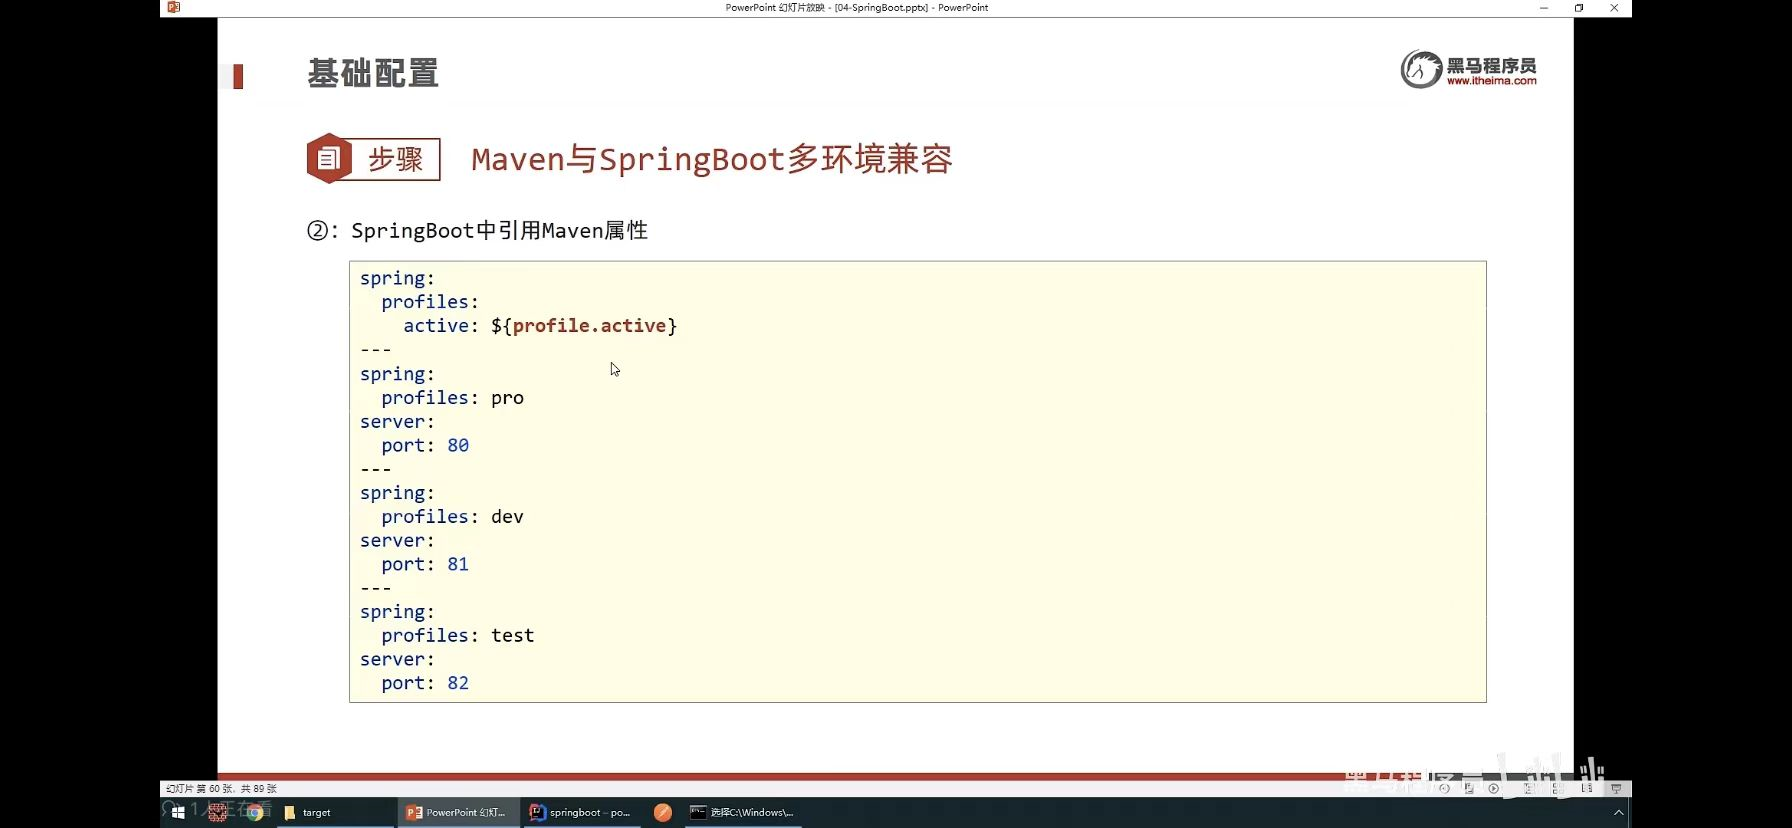 PowerPoint 幻灯片放映 - [04-SpringBoot.pptx] - PowerPoint
基础配置
黑马程序员
www.itheima.com
步骤
Maven与SpringBoot多环境兼容
②：SpringBoot中引用Maven属性
spring:
profiles:
active: ${profile.active}
---
spring:
profiles: pro
server:
port: 80
---
spring:
profiles: dev
server:
port: 81
---
spring:
profiles: test
server:
port: 82
黑马程序员
幻灯片 第 60 张，共 89 张
1人正在看
target
PowerPoint 幻灯...
springboot – po...
选择C:\Windows\...